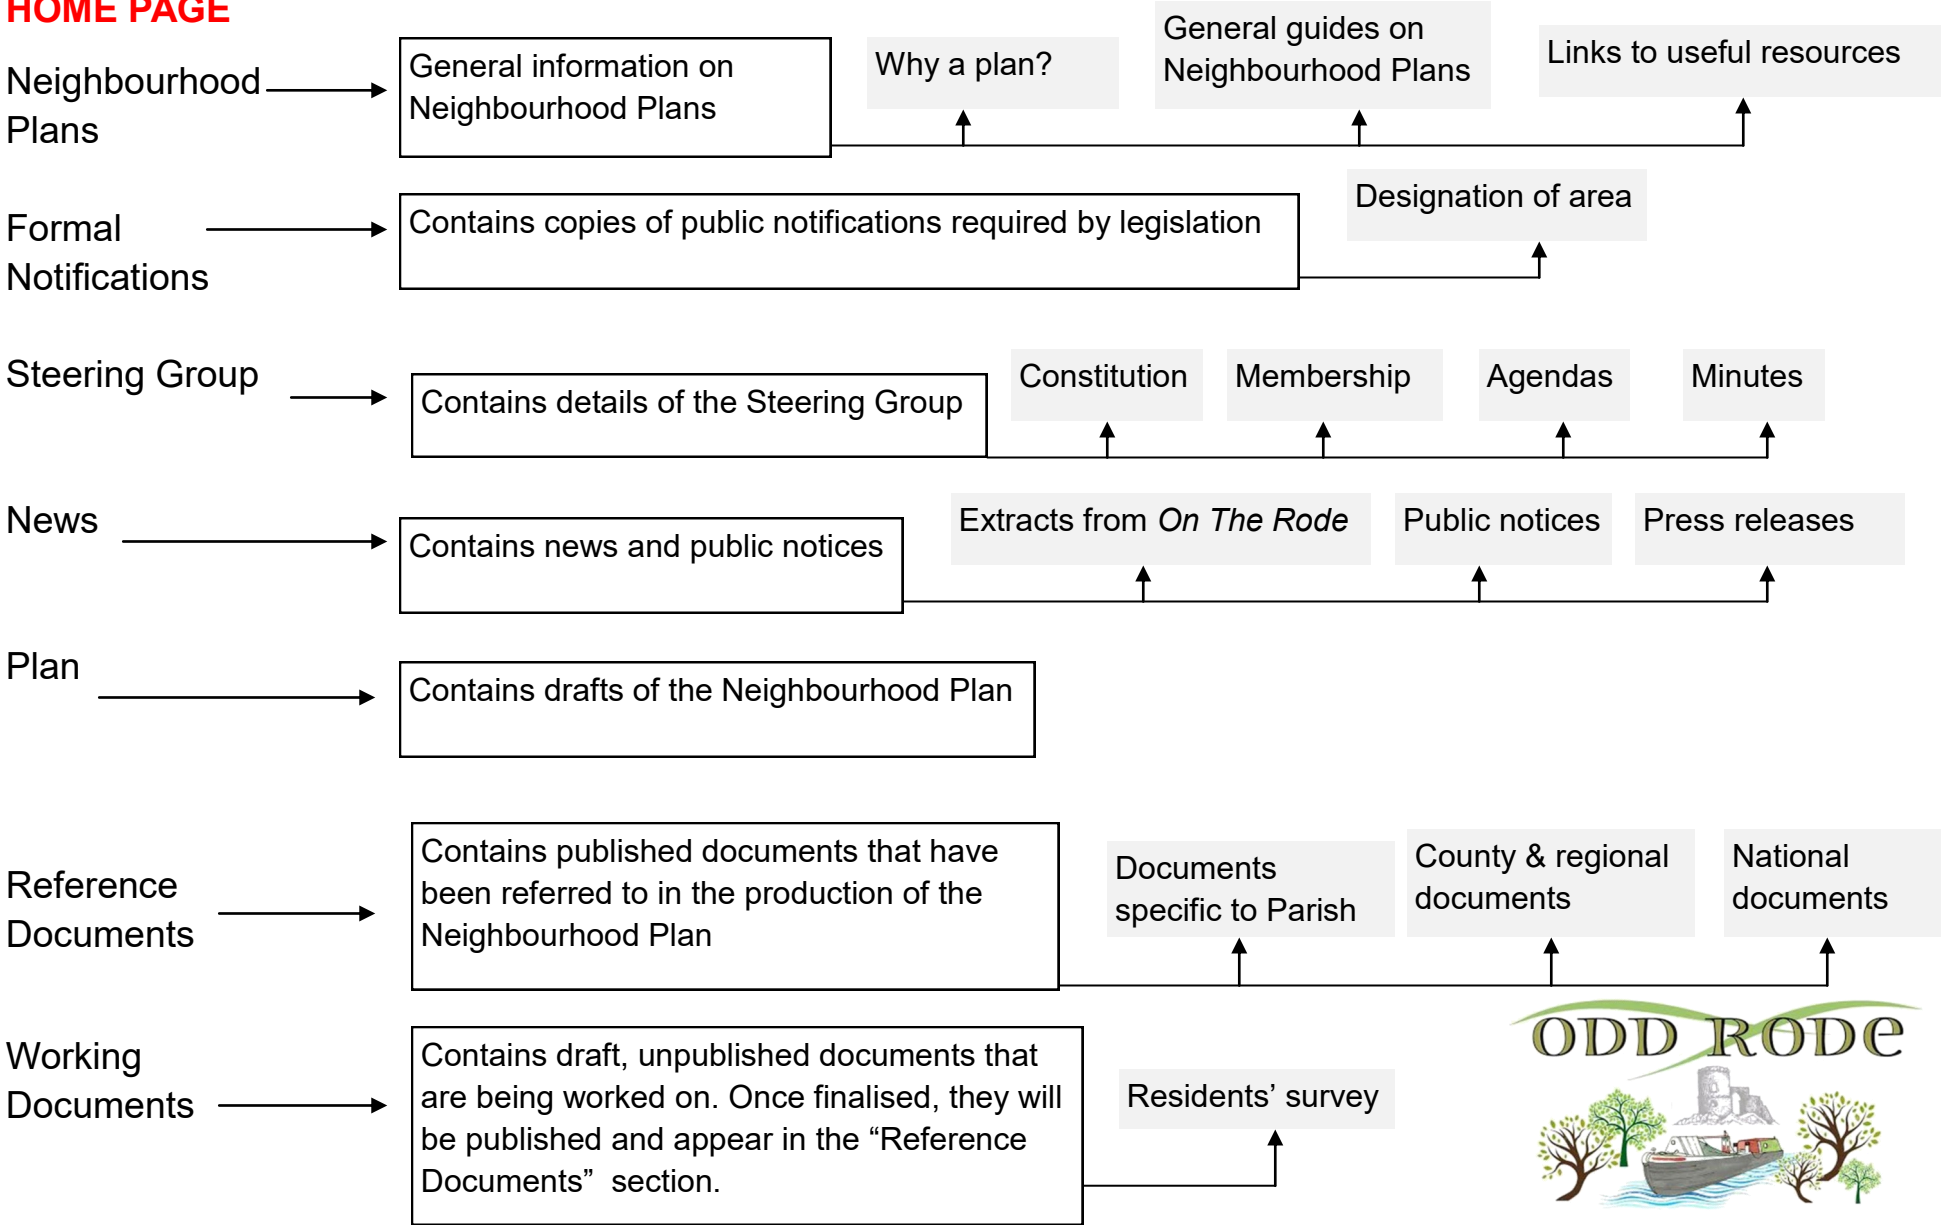 HOME PAGE
Neighbourhood
Plans
General information on
Neighbourhood Plans
Why a plan?
General guides on
Neighbourhood Plans
Links to useful resources
Formal
Notifications
Contains copies of public notifications required by legislation
Designation of area
Steering Group
Contains details of the Steering Group
Constitution
Membership
Agendas
Minutes
News
Contains news and public notices
Extracts from On The Rode
Public notices
Press releases
Plan
Contains drafts of the Neighbourhood Plan
Reference
Documents
Contains published documents that have
been referred to in the production of the
Neighbourhood Plan
Documents
specific to Parish
County & regional
documents
National
documents
Working
Documents
Contains draft, unpublished documents that
are being worked on. Once finalised, they will
be published and appear in the “Reference
Documents”  section.
Residents’ survey
ODD RODE